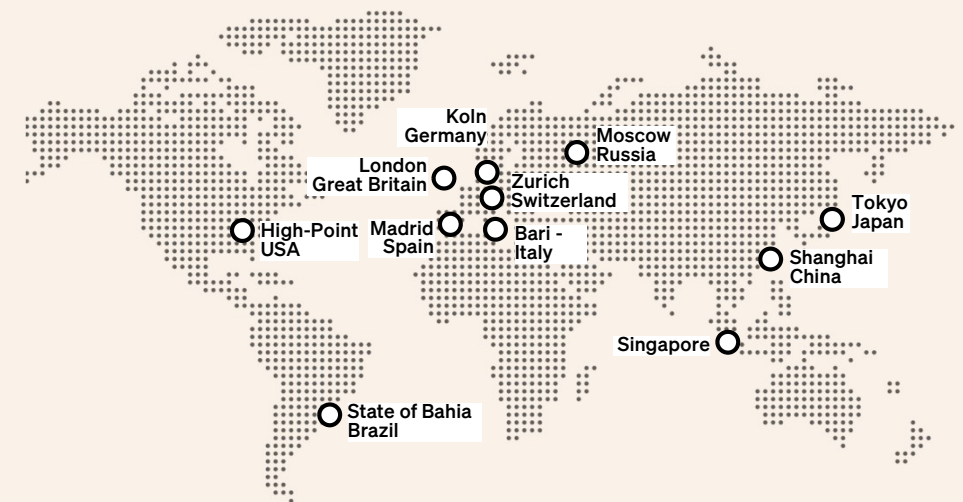 Koln
Germany
Moscow
Russia
London
Great Britain
Zurich
Switzerland
High-Point
USA
Madrid
Spain
Bari -
Italy
Tokyo
Japan
Shanghai
China
Singapore
State of Bahia
Brazil